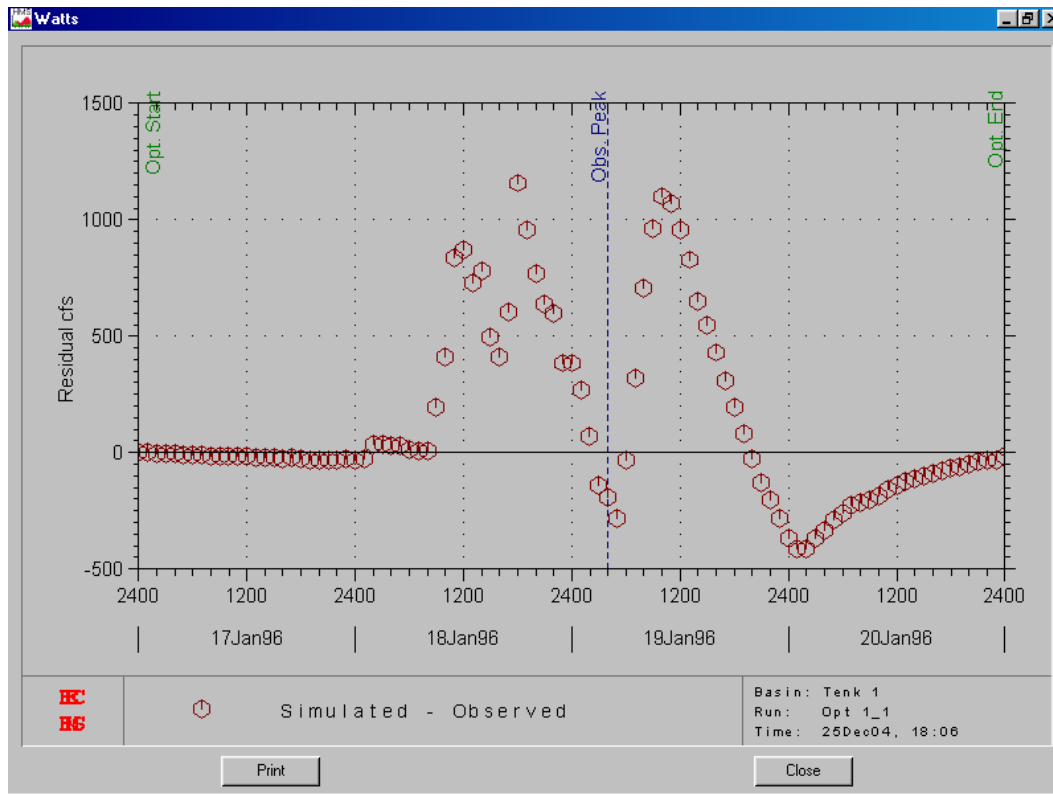 HMS Watts
1500
1000
500
0
-500
Residual cfs
Opt. Start
Obs. Peak
Opt. End
2400 1200 2400 1200 2400 1200 2400 1200 2400
17Jan96 18Jan96 19Jan96 20Jan96
HEC
HMS
Simulated - Observed
Basin: Tenk 1
Run: Opt 1_1
Time: 25Dec04, 18:06
Print Close